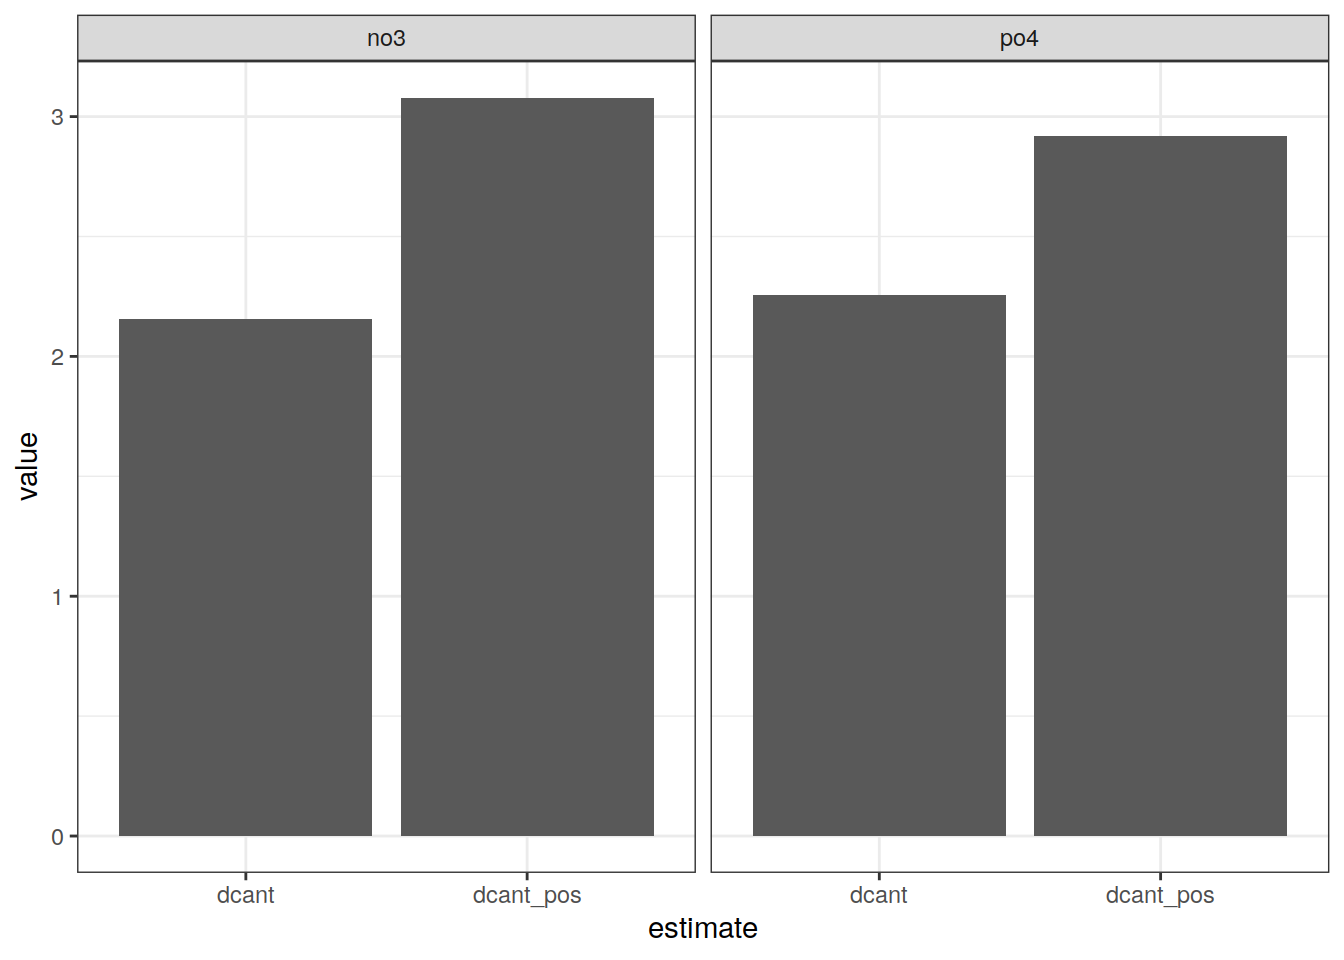 no3 po4
3
2
1
0
value
dcant dcant_pos dcant dcant_pos
estimate